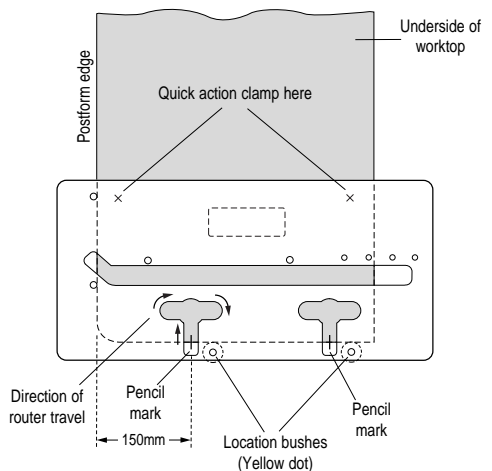 Underside of
worktop
Postform edge
Quick action clamp here
Direction of
router travel
Pencil
mark
150mm
Location bushes
(Yellow dot)
Pencil
mark